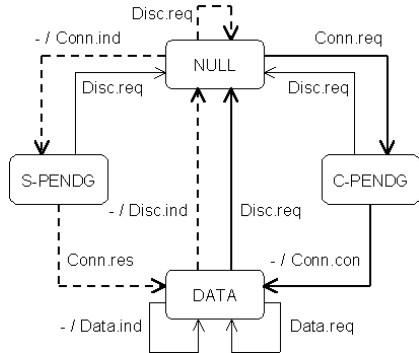 Disc.req
- / Conn.ind
Conn.req
NULL
Disc.req
Disc.req
S-PENDG
C-PENDG
- / Disc.ind
Disc.req
Conn.res
- / Conn.con
DATA
- / Data.ind
Data.req